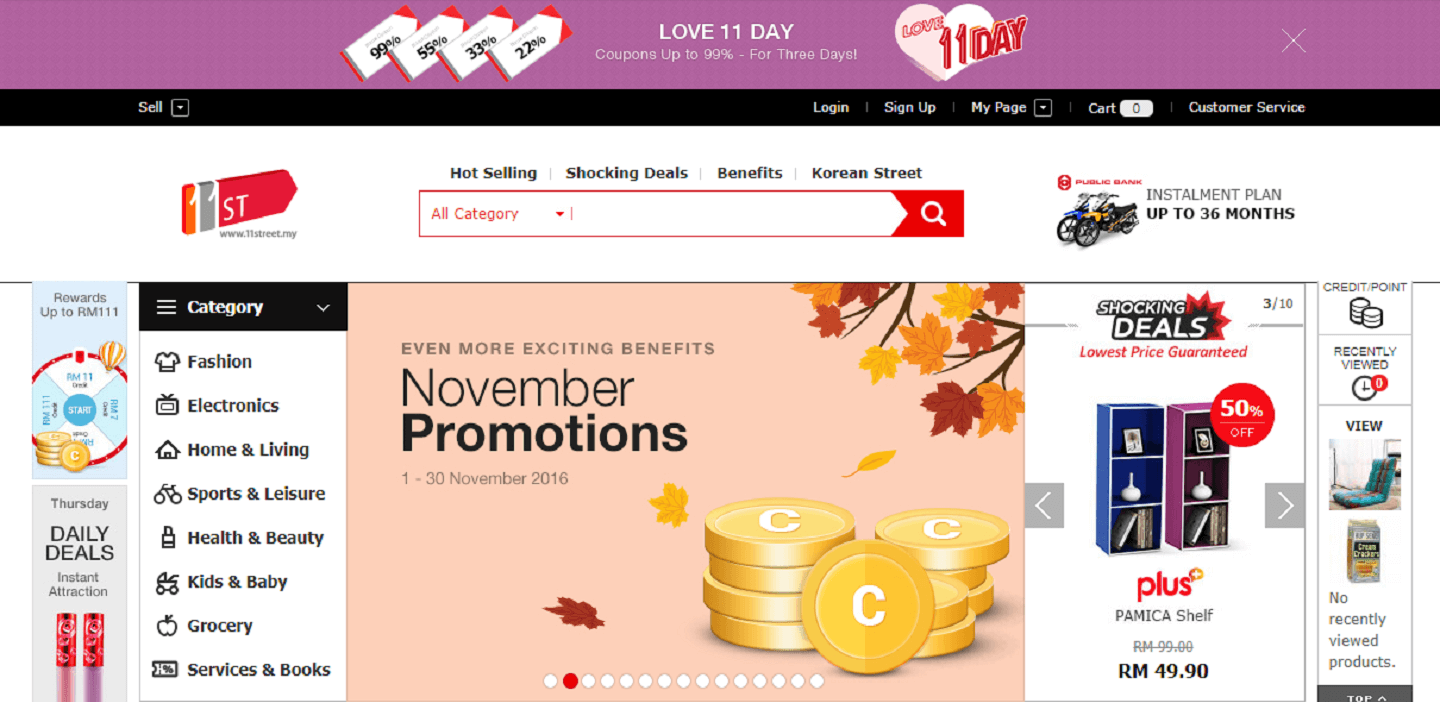 99%
55%
33%
22%
LOVE 11 DAY
Coupons Up to 99% - For Three Days!
LOVE
11DAY
Sell
Login
Sign Up
My Page
Cart 0
Customer Service
11ST
www.11street.my
Hot Selling
Shocking Deals
Benefits
Korean Street
All Category
PUBLIC BANK
INSTALMENT PLAN
UP TO 36 MONTHS
Rewards
Up to RM111
RM 11
Credit
START
RM 7
Thursday
DAILY
DEALS
Instant
Attraction
Category
Fashion
Electronics
Home & Living
Sports & Leisure
Health & Beauty
Kids & Baby
Grocery
Services & Books
EVEN MORE EXCITING BENEFITS
November
Promotions
1 - 30 November 2016
C
C
C
SHOCKING
DEALS
Lowest Price Guaranteed
3/10
50%
OFF
plus
PAMICA Shelf
RM 99.00
RM 49.90
CREDIT/POINT
RECENTLY
VIEWED
0
VIEW
Cream
Crackers
No
recently
viewed
products.
TOP